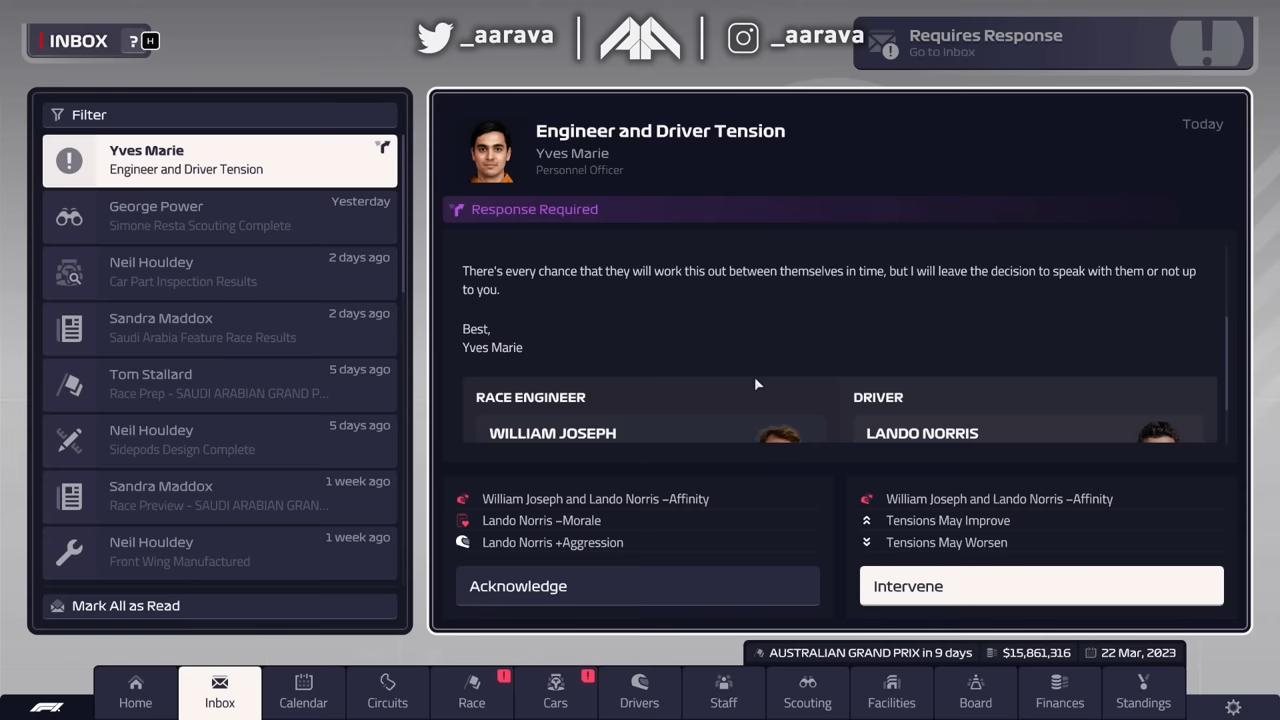 INBOX
? H
_aarava
_aarava
Requires Response
Go to Inbox
Filter
Yves Marie
Engineer and Driver Tension
George Power
Yesterday
Simone Resta Scouting Complete
Neil Houldey
2 days ago
Car Part Inspection Results
Sandra Maddox
2 days ago
Saudi Arabia Feature Race Results
Tom Stallard
5 days ago
Race Prep - SAUDI ARABIAN GRAND P...
Neil Houldey
5 days ago
Sidepods Design Complete
Sandra Maddox
1 week ago
Race Preview - SAUDI ARABIAN GRAN...
Neil Houldey
1 week ago
Front Wing Manufactured
Mark All as Read
Engineer and Driver Tension
Today
Yves Marie
Personnel Officer
Response Required
There's every chance that they will work this out between themselves in time, but I will leave the decision to speak with them or not up
to you.
Best,
Yves Marie
RACE ENGINEER
WILLIAM JOSEPH
DRIVER
LANDO NORRIS
William Joseph and Lando Norris –Affinity
Lando Norris –Morale
Lando Norris +Aggression
Acknowledge
William Joseph and Lando Norris –Affinity
Tensions May Improve
Tensions May Worsen
Intervene
AUSTRALIAN GRAND PRIX in 9 days
$15,861,316
22 Mar, 2023
Home
Inbox
Calendar
Circuits
Race
Cars
Drivers
Staff
Scouting
Facilities
Board
Finances
Standings